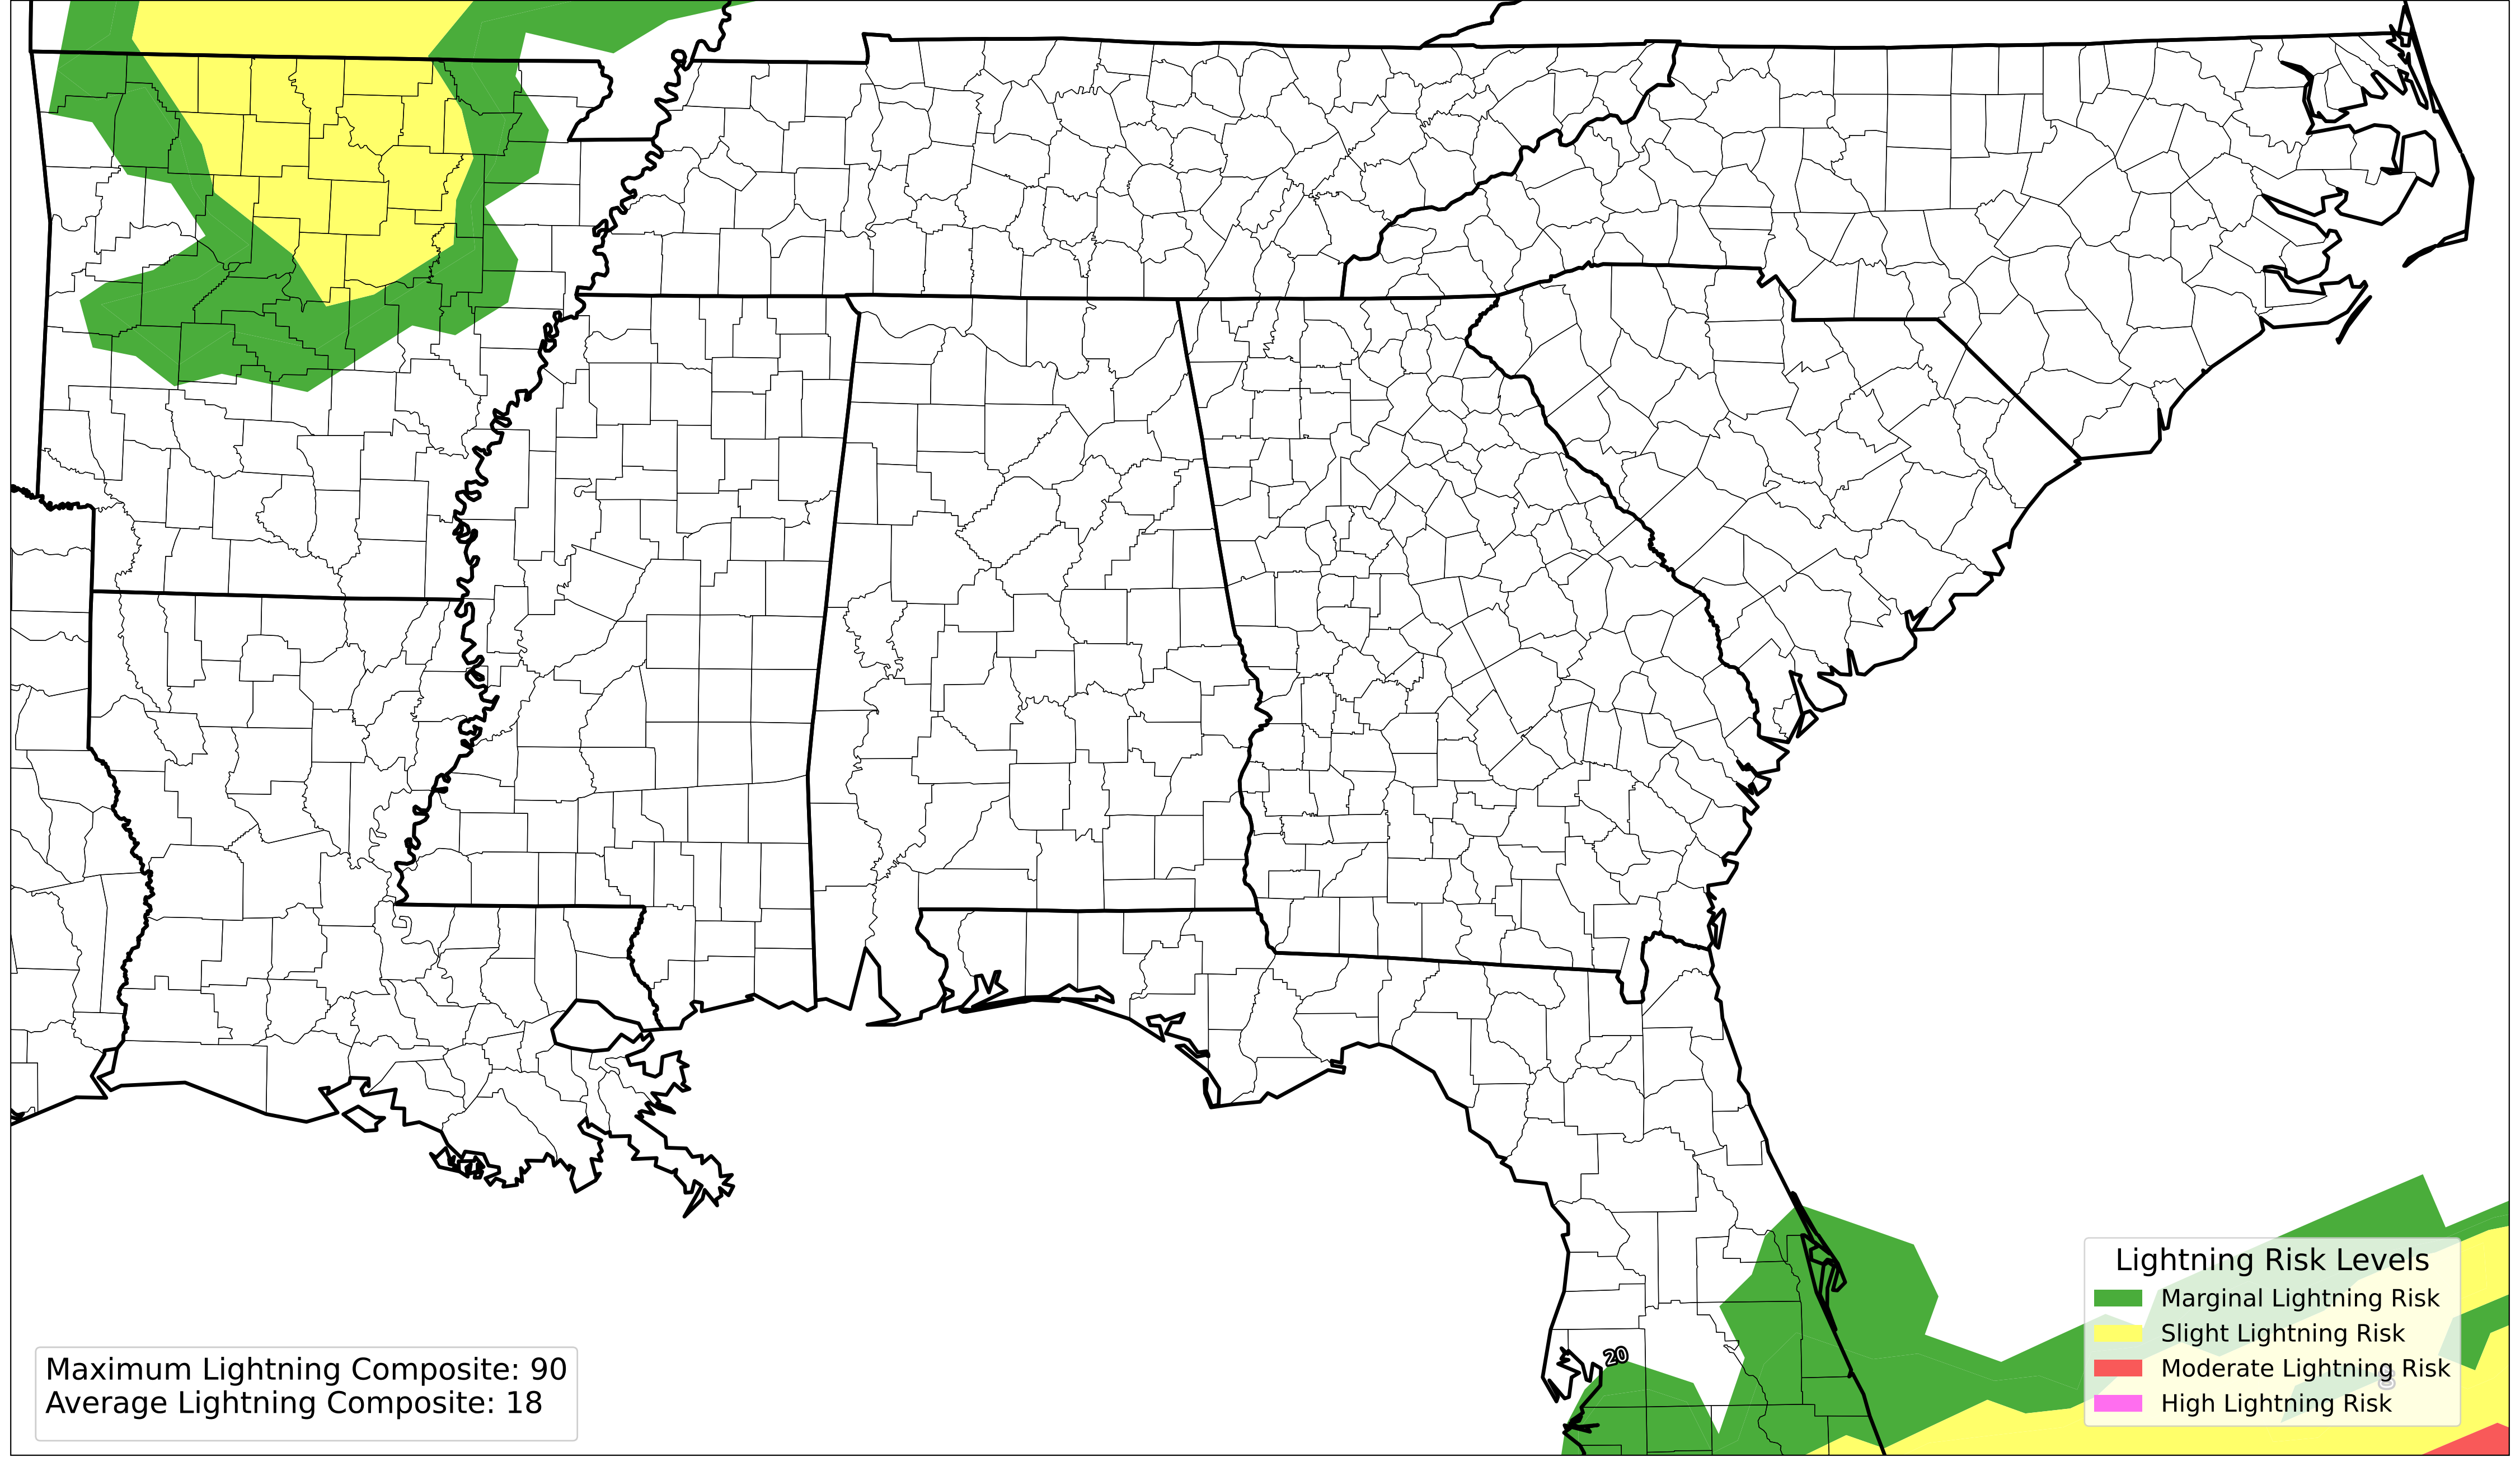 20
Lightning Risk Levels
Marginal Lightning Risk
Slight Lightning Risk
Moderate Lightning Risk
High Lightning Risk
Maximum Lightning Composite: 90
Average Lightning Composite: 18